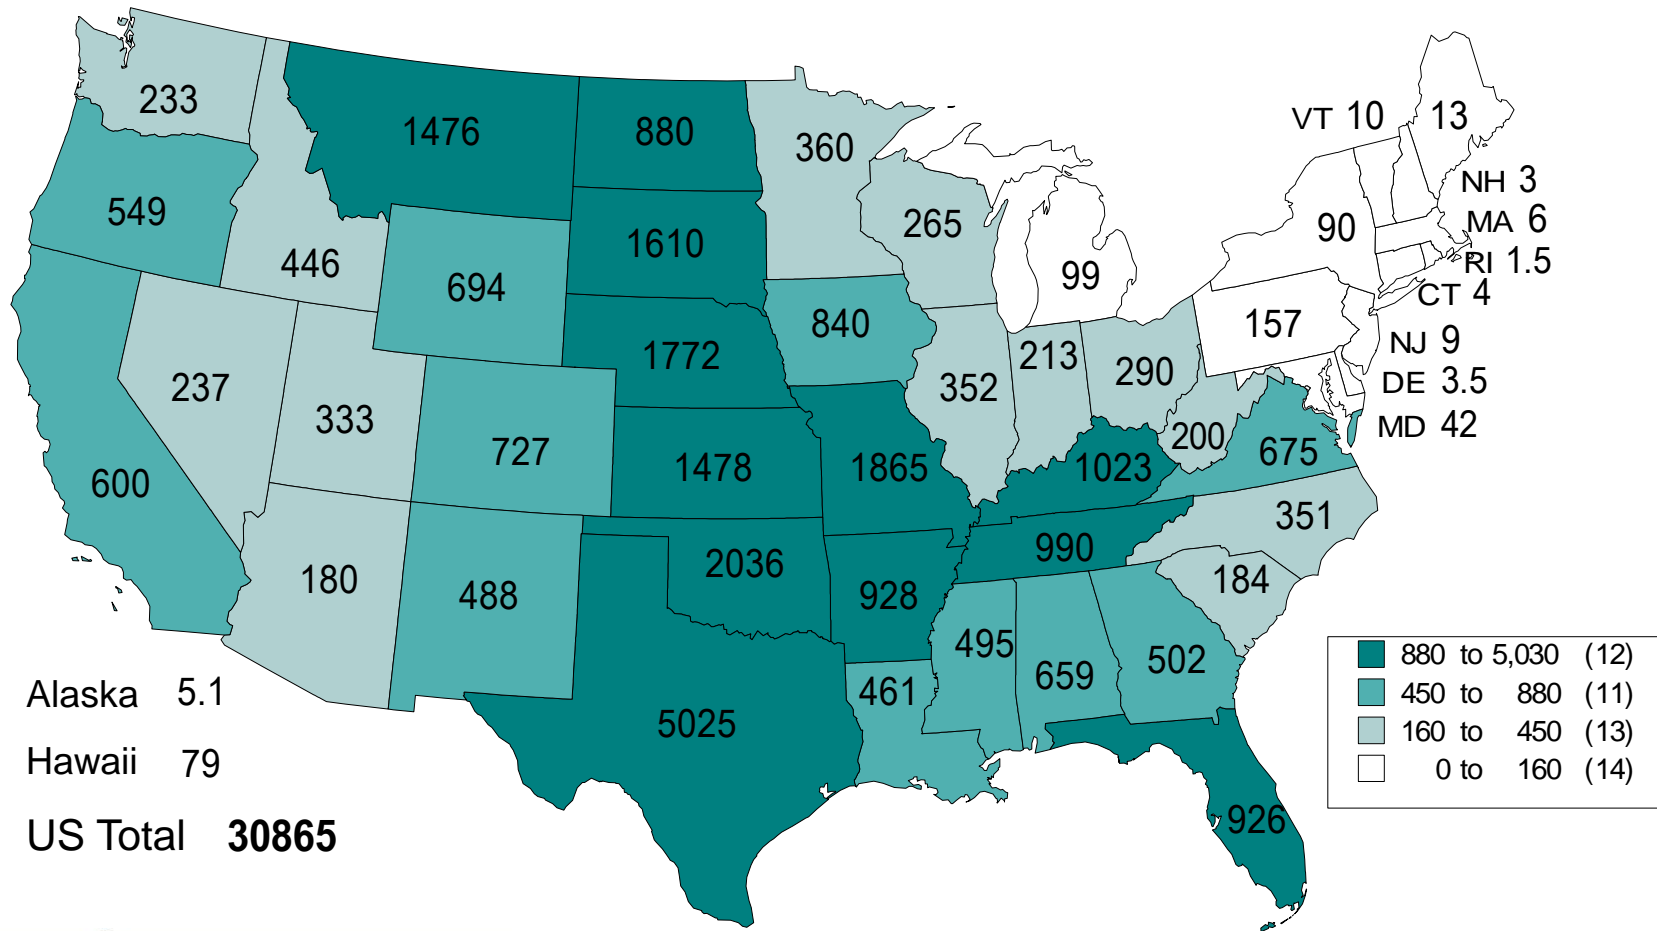 233
1476
880
360
VT 10
13
549
446
694
1610
265
99
90
NH 3
MA 6
RI 1.5
CT 4
237
333
727
1772
840
352
213
290
157
NJ 9
DE 3.5
MD 42
600
1478
1865
1023
200
675
180
488
2036
928
990
351
184
5025
461
495
659
502
926
Alaska 5.1
Hawaii 79
US Total 30865
880 to 5,030 (12)
450 to 880 (11)
160 to 450 (13)
0 to 160 (14)